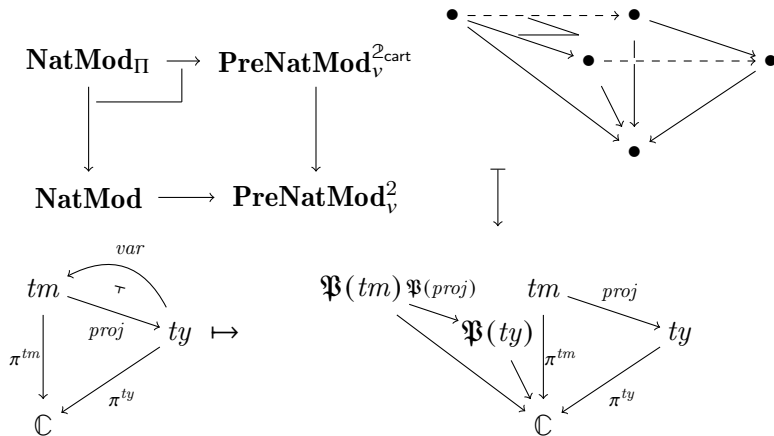 NatMod_Π → PreNatMod_v^{2_cart}
NatMod → PreNatMod_v^2
var
tm ⊣ proj ty
π^{tm} π^{ty}
ℂ
↦
𝔓(tm) 𝔓(proj) tm proj
𝔓(ty) ty
π^{tm} π^{ty}
ℂ